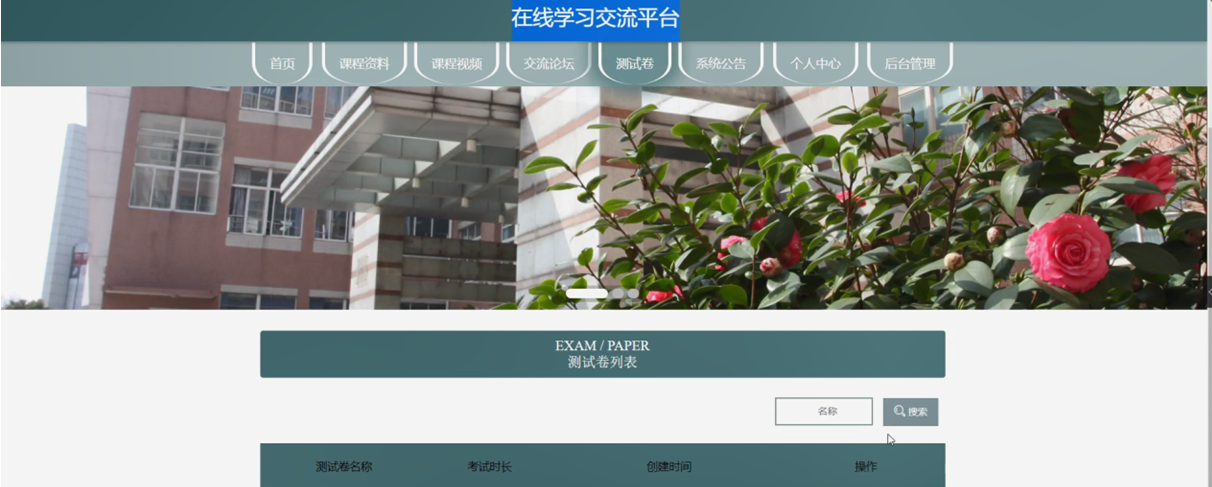 在线学习交流平台
首页 课程资料 课程视频 交流论坛 测试卷 系统公告 个人中心 后台管理
EXAM / PAPER
测试卷列表
名称 搜索
测试卷名称 考试时长 创建时间 操作